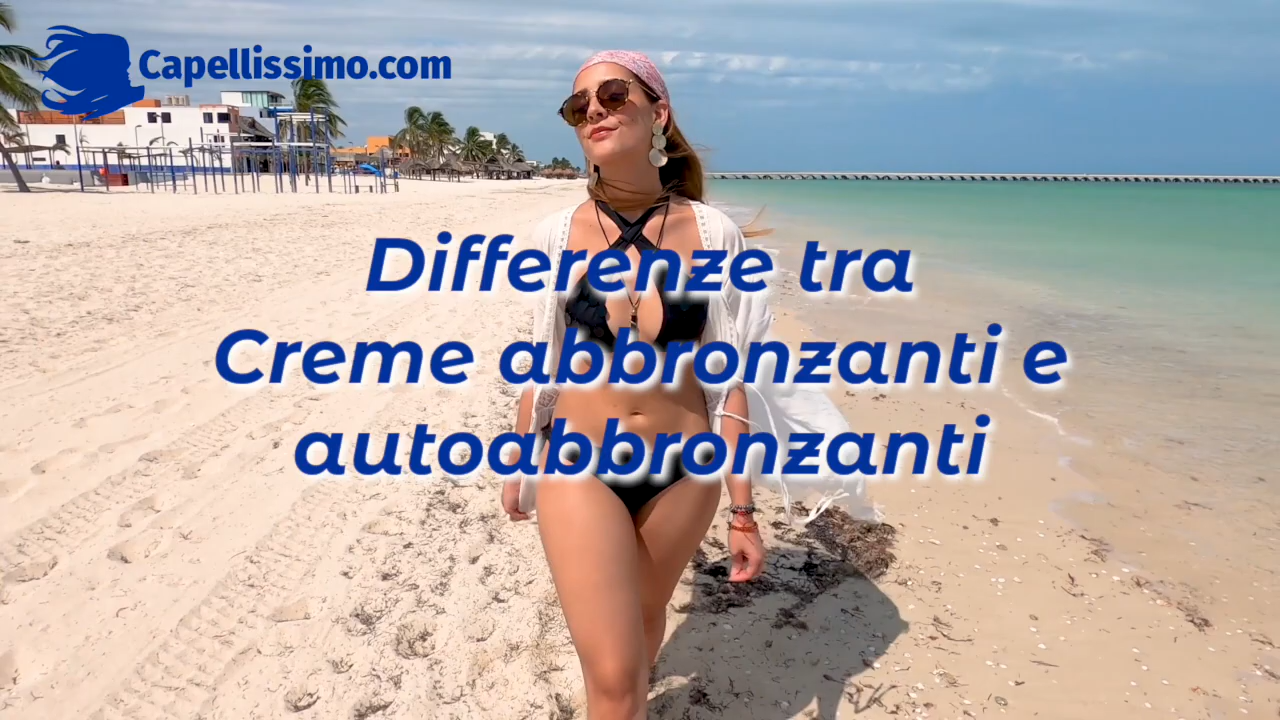 Capellissimo.com
Differenze tra
Creme abbronzanti e
autoabbronzanti